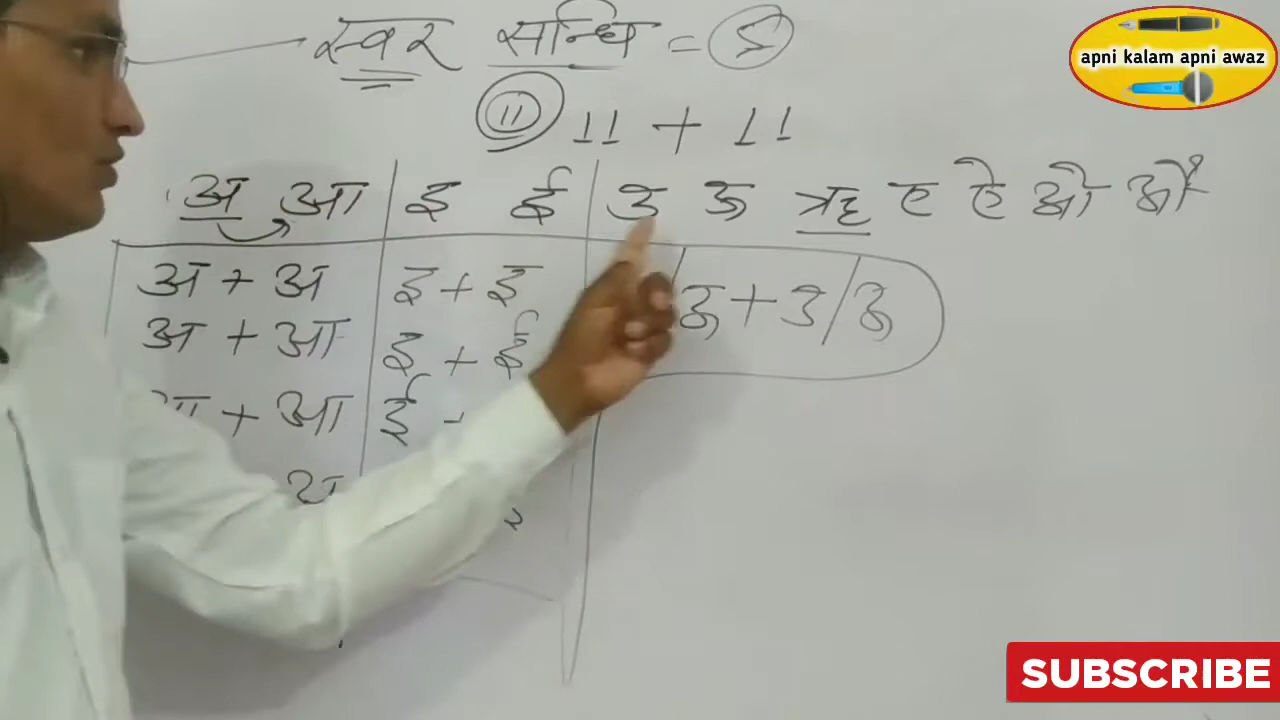 स्वर सन्धि = 5
apni kalam apni awaz
11 11 + 11
अ आ इ ई उ ऊ ऋ ए ऐ ओ औ
अ + अ इ + इ / ऊ + उ / ऊ
अ + आ इ + ई
आ + आ ई +
SUBSCRIBE